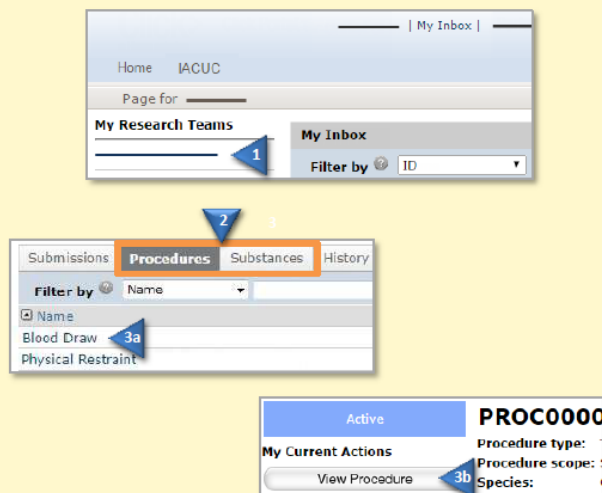 | My Inbox |
Home IACUC
Page for
My Research Teams
1
My Inbox
Filter by ? ID
2
3
Submissions Procedures Substances History
Filter by ? Name
Name
Blood Draw 3a
Physical Restraint
Active
PROC0000
My Current Actions
Procedure type:
View Procedure 3b
Procedure scope: S
Species: